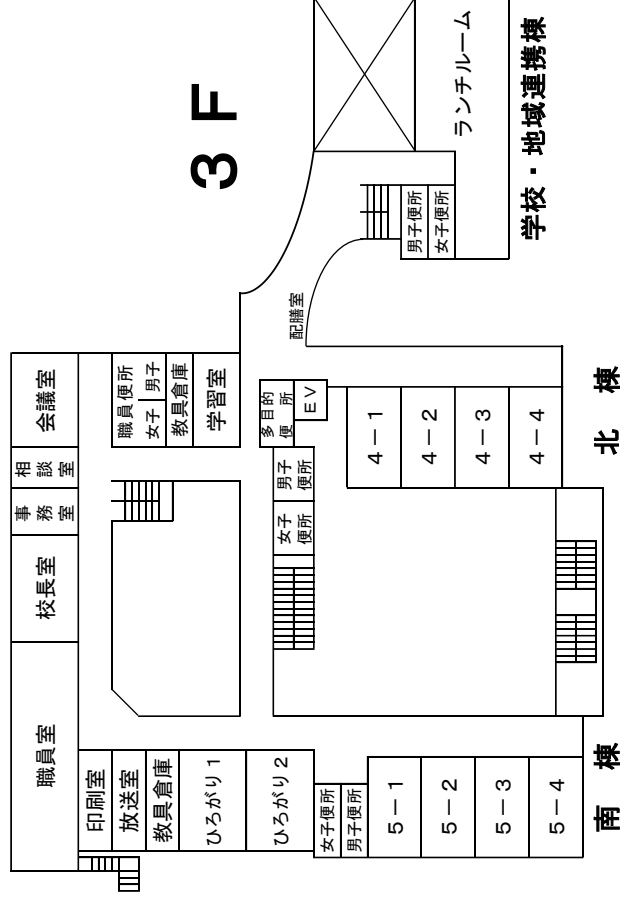 3F
学校・地域連携棟
ランチルーム
男子便所
女子便所
配膳室
会議室
相談室
事務室
校長室
職員室
職員便所
女子
男子
教具倉庫
学習室
多目的
便所
EV
男子
便所
女子
便所
4－1
4－2
4－3
4－4
北棟
印刷室
放送室
教具倉庫
ひろがり1
ひろがり2
女子便所
男子便所
5－1
5－2
5－3
5－4
南棟